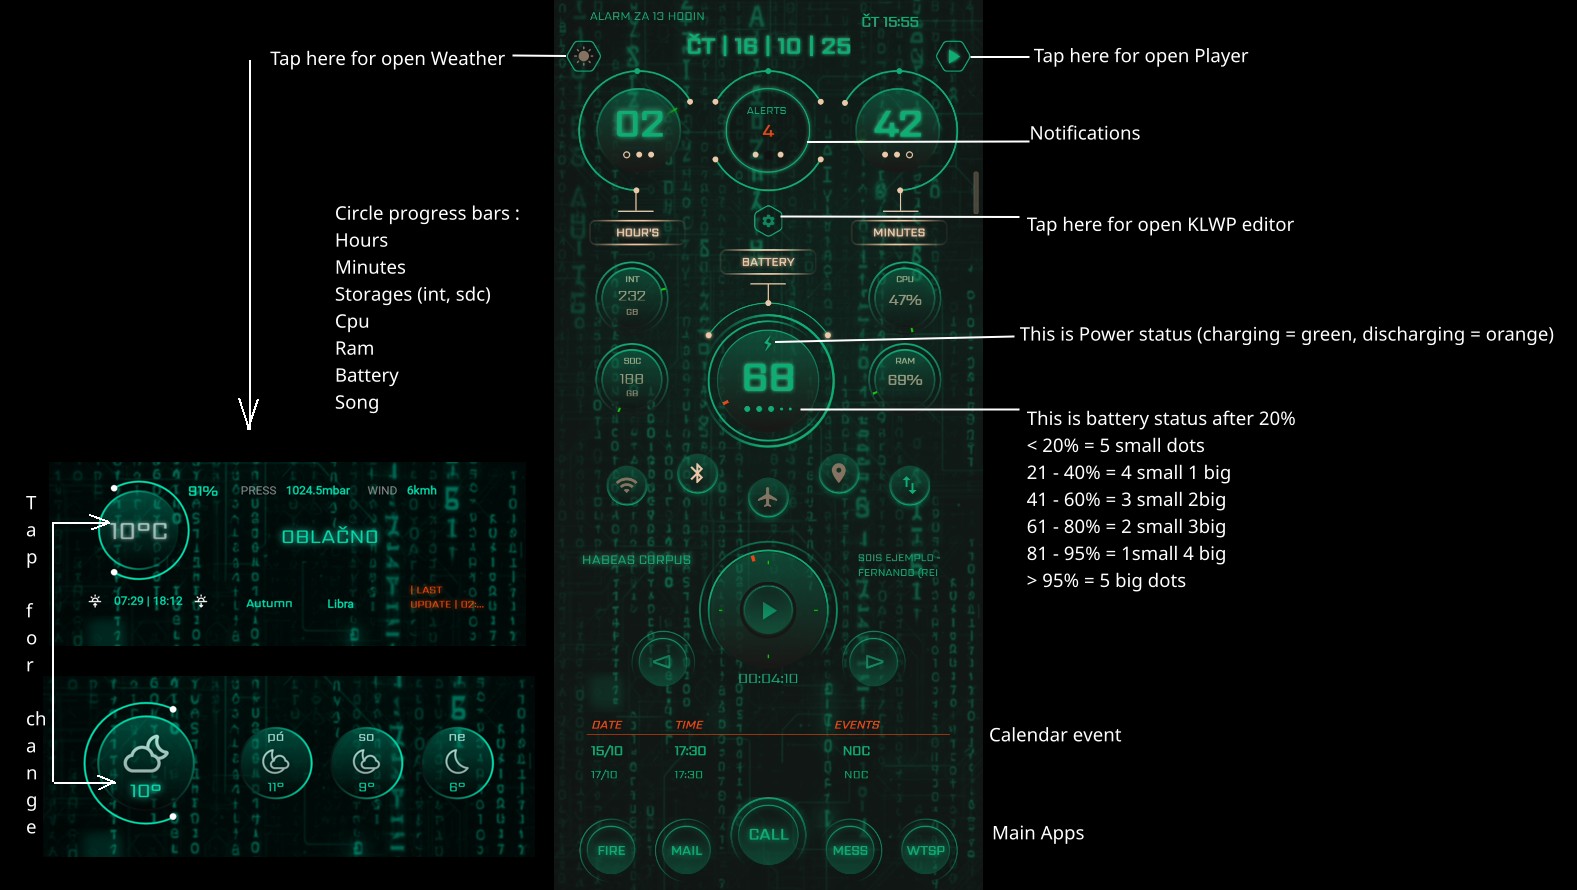 ALARM ZA 13 HODIN
ČT 15:55
ČT | 16 | 10 | 25
Tap here for open Weather
Tap here for open Player
02
ALERTS
4
42
Notifications
Circle progress bars :
Hours
Minutes
Storages (int, sdc)
Cpu
Ram
Battery
Song
HOUR'S
MINUTES
Tap here for open KLWP editor
BATTERY
INT
232
GB
CPU
47%
This is Power status (charging = green, discharging = orange)
SDC
188
GB
68
RAM
69%
This is battery status after 20%
< 20% = 5 small dots
21 - 40% = 4 small 1 big
41 - 60% = 3 small 2big
61 - 80% = 2 small 3big
81 - 95% = 1small 4 big
> 95% = 5 big dots
Tap for change
91%
PRESS 1024.5mbar WIND 6kmh
10°C
OBLAČNO
07:29 | 18:12
Autumn
Libra
| LAST
UPDATE | 02:...
HABEAS CORPUS
SOIS EJEMPLO -
FERNANDO (REI
00:04:10
pá
so
ne
10°
11°
9°
6°
DATE TIME EVENTS
15/10 17:30 NOC
17/10 17:30 NOC
Calendar event
FIRE
MAIL
CALL
MESS
WTSP
Main Apps